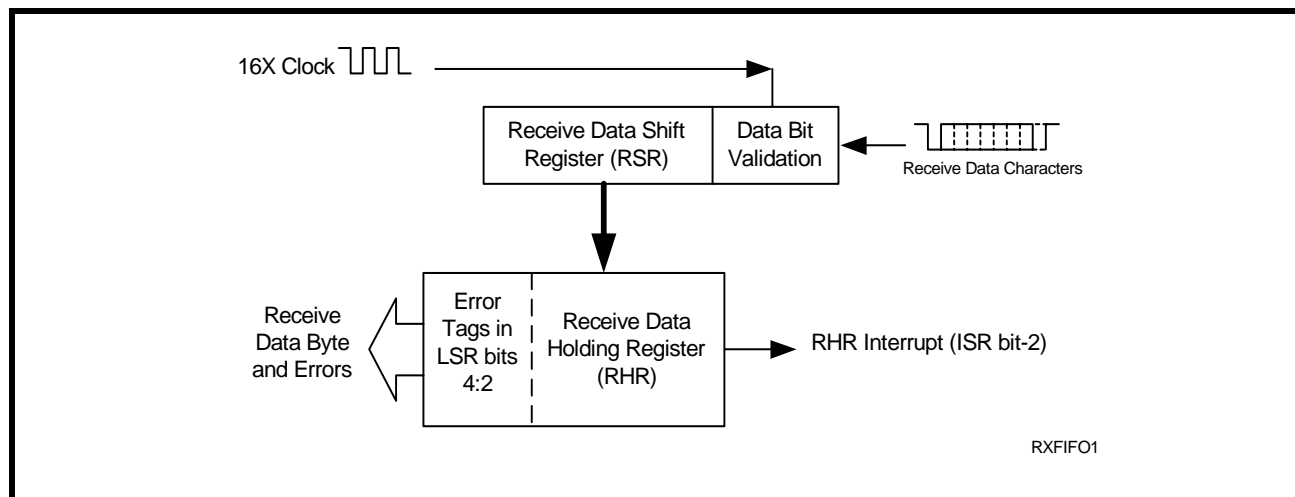 16X Clock
Receive Data Shift
Register (RSR)
Data Bit
Validation
Receive Data Characters
Receive
Data Byte
and Errors
Error
Tags in
LSR bits
4:2
Receive Data
Holding Register
(RHR)
RHR Interrupt (ISR bit-2)
RXFIFO1